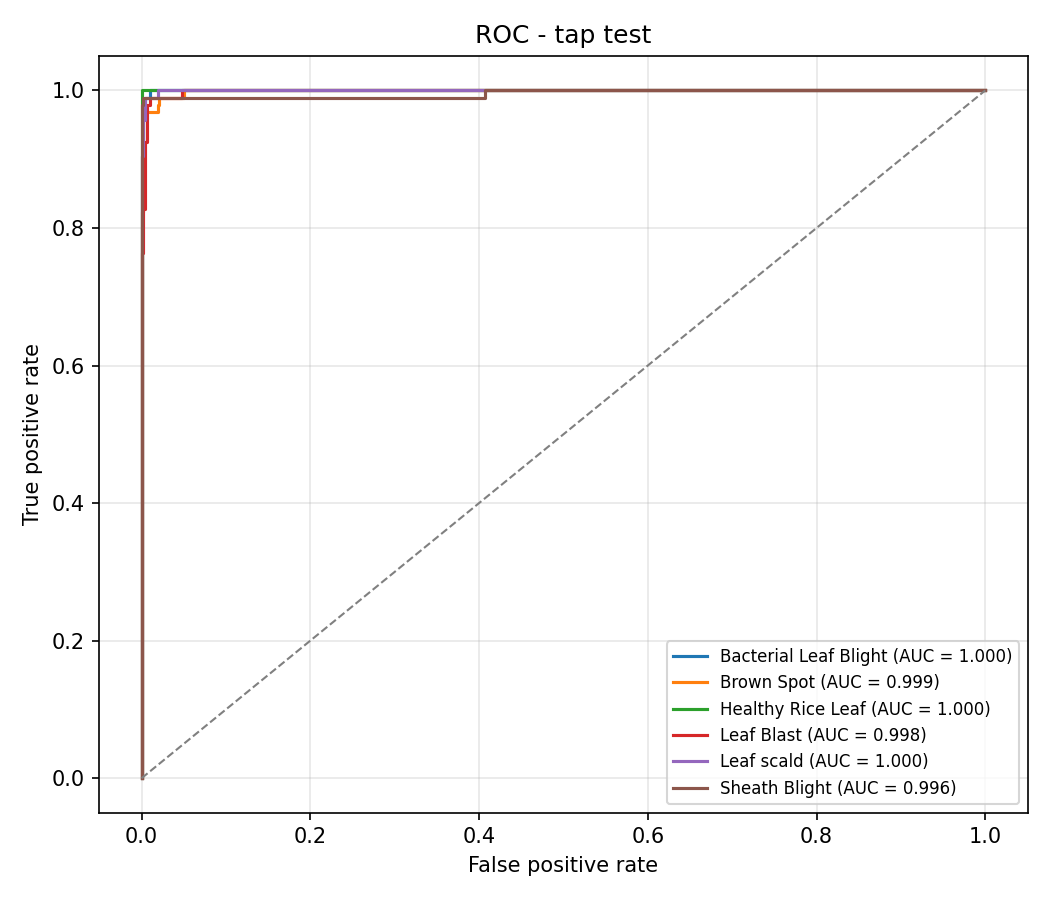 ROC - tap test
True positive rate
1.0
0.8
0.6
0.4
0.2
0.0
Bacterial Leaf Blight (AUC = 1.000)
Brown Spot (AUC = 0.999)
Healthy Rice Leaf (AUC = 1.000)
Leaf Blast (AUC = 0.998)
Leaf scald (AUC = 1.000)
Sheath Blight (AUC = 0.996)
0.0 0.2 0.4 0.6 0.8 1.0
False positive rate